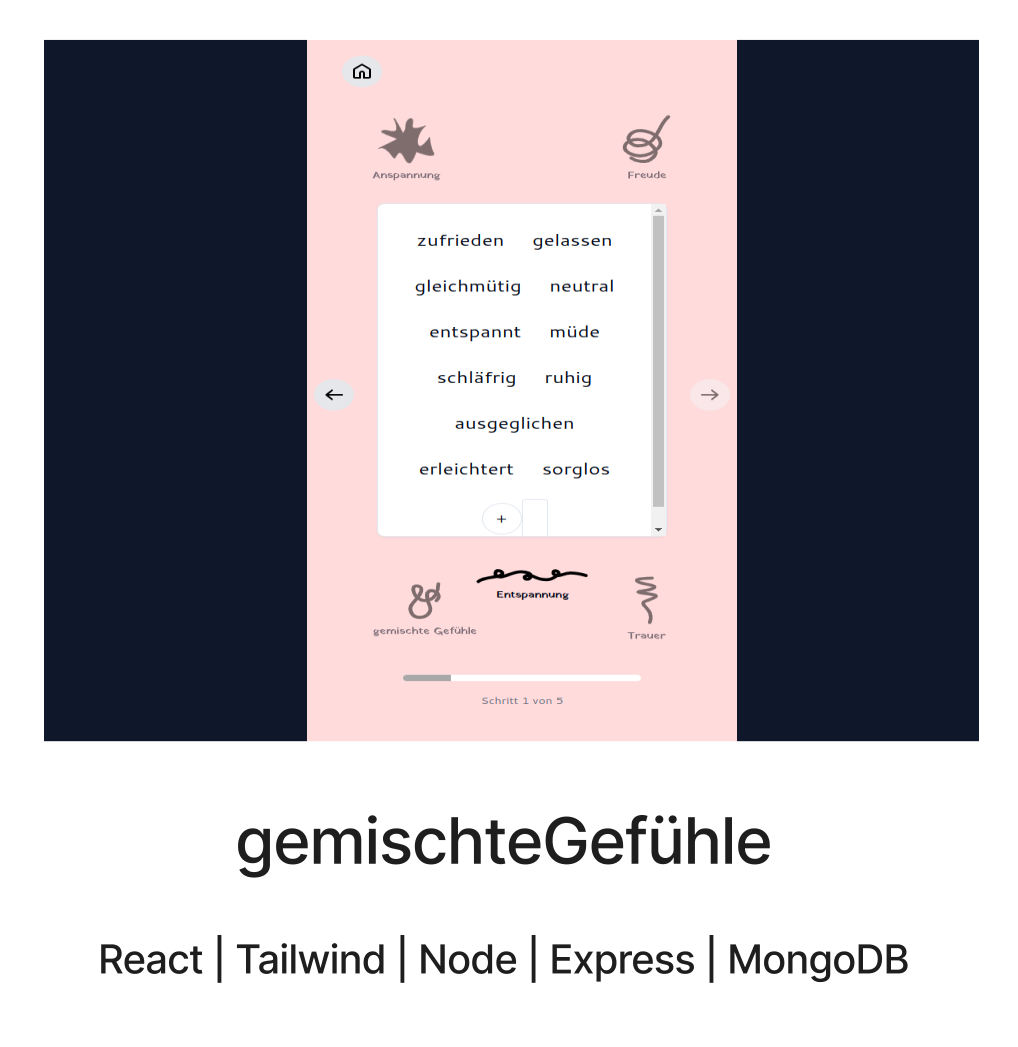 Anspannung
Freude
zufrieden gelassen
gleichmütig neutral
entspannt müde
schläfrig ruhig
ausgeglichen
erleichtert sorglos
+
Entspannung
gemischte Gefühle
Trauer
Schritt 1 von 5
gemischteGefühle
React | Tailwind | Node | Express | MongoDB